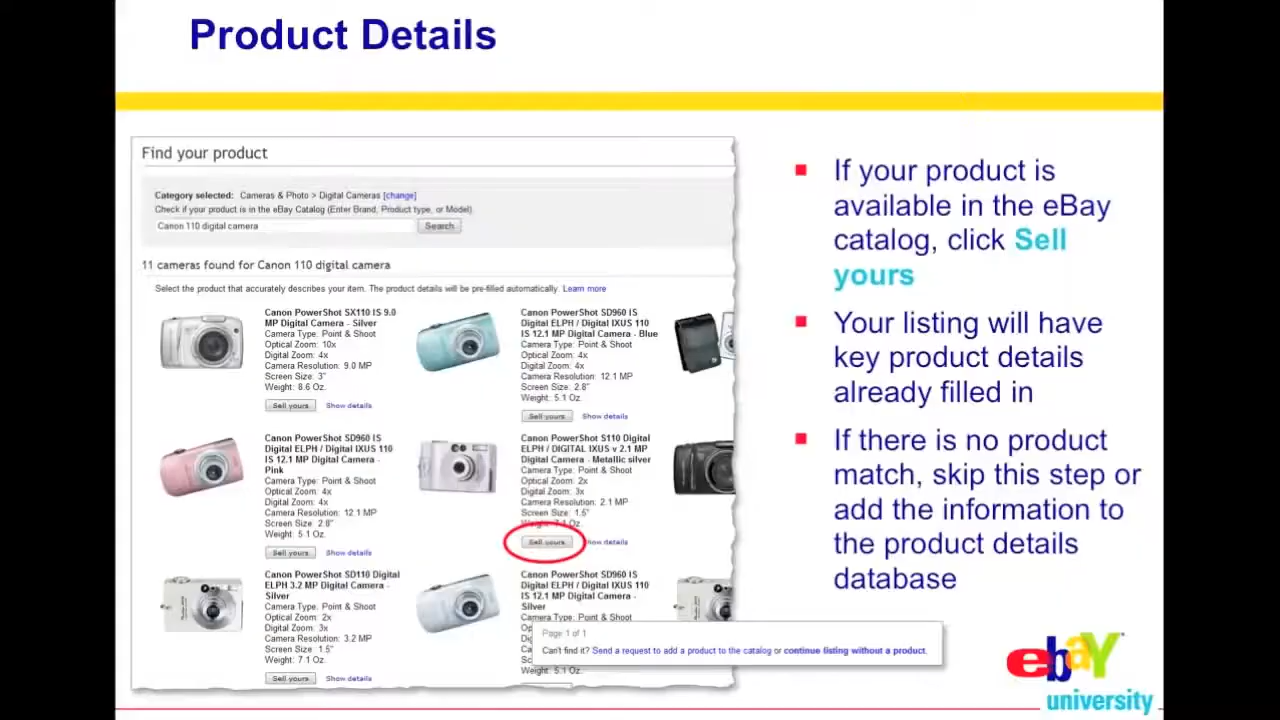 Product Details
Find your product
Category selected: Cameras & Photo > Digital Cameras [change]
Check if your product is in the eBay Catalog (Enter Brand, Product type, or Model)
Canon 110 digital camera
Search
11 cameras found for Canon 110 digital camera
Select the product that accurately describes your item. The product details will be pre-filled automatically. Learn more
Canon PowerShot SX110 IS 9.0
MP Digital Camera - Silver
Camera Type: Point & Shoot
Optical Zoom: 10x
Digital Zoom: 4x
Camera Resolution: 9.0 MP
Screen Size: 3"
Weight: 8.6 Oz.
Sell yours Show details
Canon PowerShot SD960 IS
Digital ELPH / Digital IXUS 110
IS 12.1 MP Digital Camera - Blue
Camera Type: Point & Shoot
Optical Zoom: 4x
Digital Zoom: 4x
Camera Resolution: 12.1 MP
Screen Size: 2.8"
Weight: 5.1 Oz.
Sell yours Show details
Canon PowerShot SD960 IS
Digital ELPH / Digital IXUS 110
IS 12.1 MP Digital Camera -
Pink
Camera Type: Point & Shoot
Optical Zoom: 4x
Digital Zoom: 4x
Camera Resolution: 12.1 MP
Screen Size: 2.8"
Weight: 5.1 Oz.
Sell yours Show details
Canon PowerShot S110 Digital
ELPH / DIGITAL IXUS v 2.1 MP
Digital Camera - Metallic silver
Camera Type: Point & Shoot
Optical Zoom: 2x
Digital Zoom: 3x
Camera Resolution: 2.1 MP
Screen Size: 1.5"
Weight: 7.1 Oz.
Sell yours Show details
Canon PowerShot SD110 Digital
ELPH 3.2 MP Digital Camera -
Silver
Camera Type: Point & Shoot
Optical Zoom: 2x
Digital Zoom: 3x
Camera Resolution: 3.2 MP
Screen Size: 1.5"
Weight: 7.1 Oz.
Sell yours Show details
Canon PowerShot SD960 IS
Digital ELPH / Digital IXUS 110
IS 12.1 MP Digital Camera -
Silver
Camera Type: Point & Shoot
Page 1 of 1
Can't find it? Send a request to add a product to the catalog or continue listing without a product.
Weight: 5.1 Oz.
If your product is
available in the eBay
catalog, click Sell
yours
Your listing will have
key product details
already filled in
If there is no product
match, skip this step or
add the information to
the product details
database
ebay
university